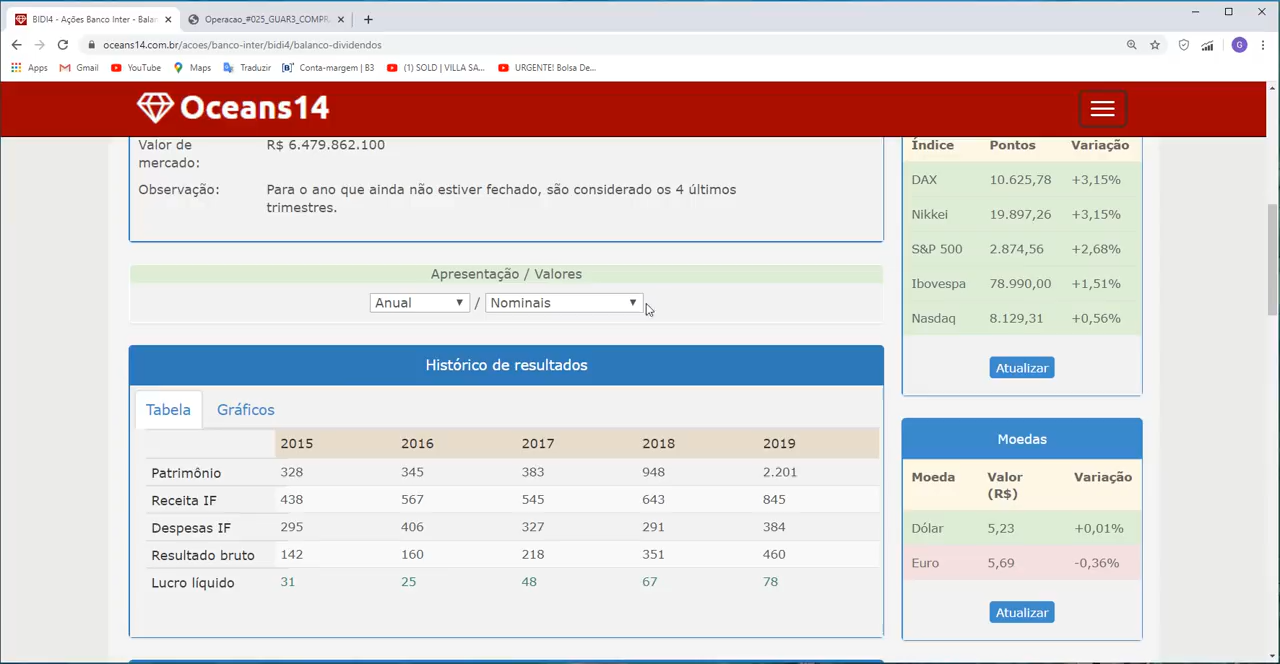 BIDI4 - Ações Banco Inter - Balan
Operacao_#025_GUAR3_COMPR.
oceans14.com.br/acoes/banco-inter/bidi4/balanco-dividendos
G
Apps Gmail YouTube Maps Traduzir Conta-margem | B3 (1) SOLD | VILLA SA... URGENTE! Bolsa De...
Oceans14
Valor de mercado: R$ 6.479.862.100
Observação: Para o ano que ainda não estiver fechado, são considerado os 4 últimos
trimestres.
Apresentação / Valores
Anual / Nominais
Histórico de resultados
Tabela Gráficos
2015 2016 2017 2018 2019
Patrimônio 328 345 383 948 2.201
Receita IF 438 567 545 643 845
Despesas IF 295 406 327 291 384
Resultado bruto 142 160 218 351 460
Lucro líquido 31 25 48 67 78
Índice Pontos Variação
DAX 10.625,78 +3,15%
Nikkei 19.897,26 +3,15%
S&P 500 2.874,56 +2,68%
Ibovespa 78.990,00 +1,51%
Nasdaq 8.129,31 +0,56%
Atualizar
Moedas
Moeda Valor (R$) Variação
Dólar 5,23 +0,01%
Euro 5,69 -0,36%
Atualizar